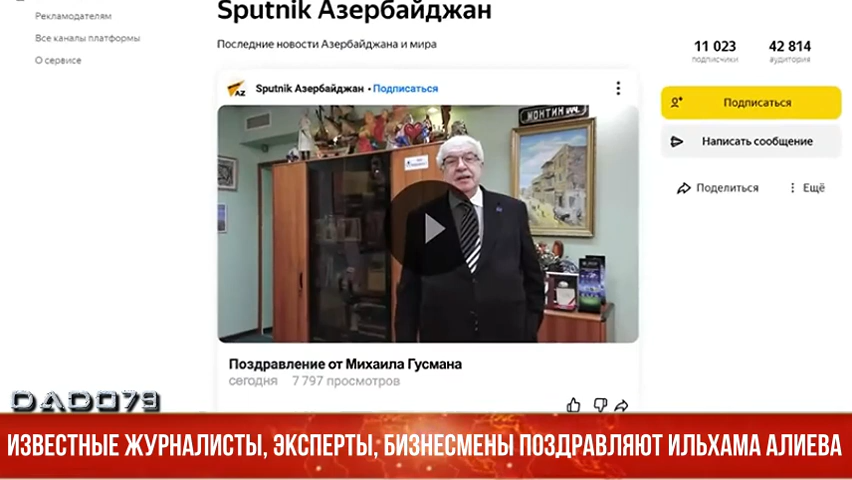 Sputnik Азербайджан
Рекламодателям
Все каналы платформы
О сервисе
Последние новости Азербайджана и мира
11 023
подписчики
42 814
аудитория
AZ
Sputnik Азербайджан • Подписаться
Подписаться
Написать сообщение
Поделиться
Ещё
Поздравление от Михаила Гусмана
сегодня 7 797 просмотров
DADO73
ИЗВЕСТНЫЕ ЖУРНАЛИСТЫ, ЭКСПЕРТЫ, БИЗНЕСМЕНЫ ПОЗДРАВЛЯЮТ ИЛЬХАМА АЛИЕВА